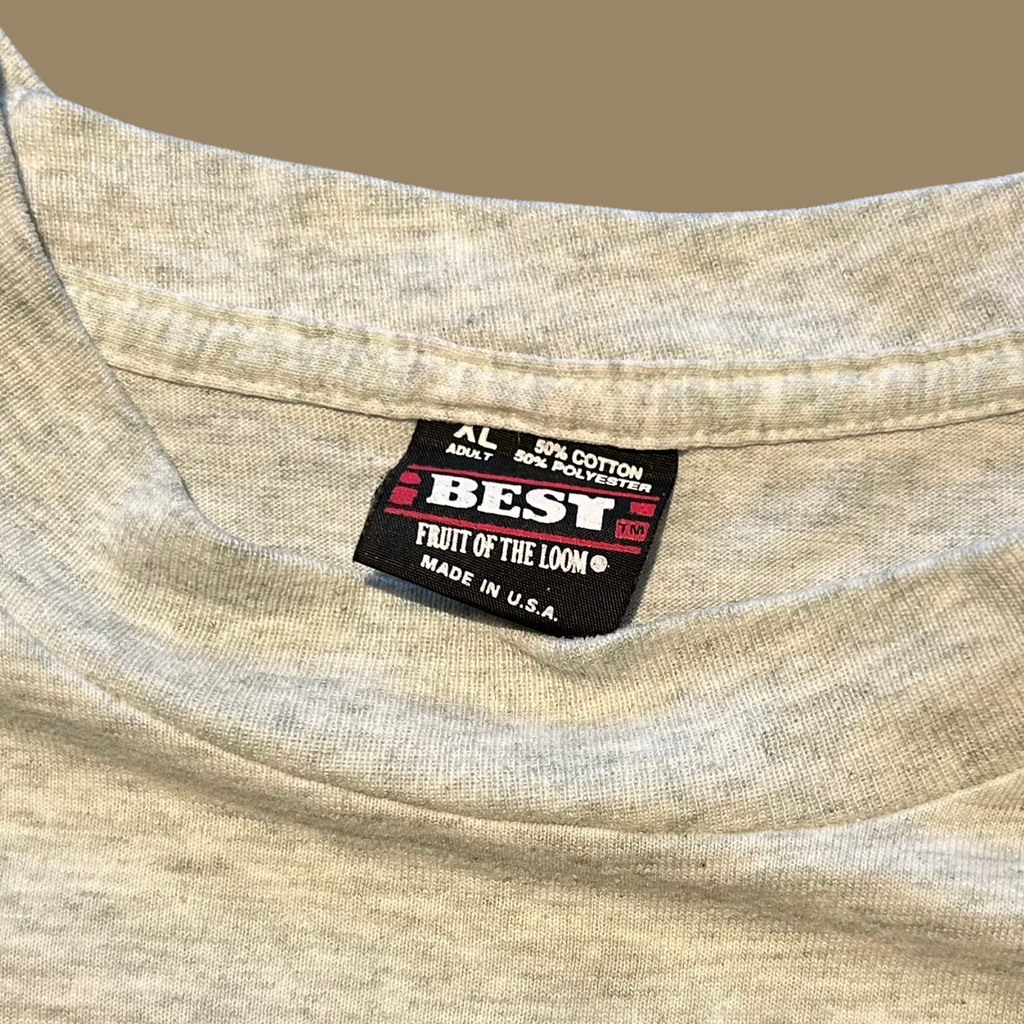 XL
ADULT
50% COTTON
50% POLYESTER
BEST
TM
FRUIT OF THE LOOM®
MADE IN U.S.A.